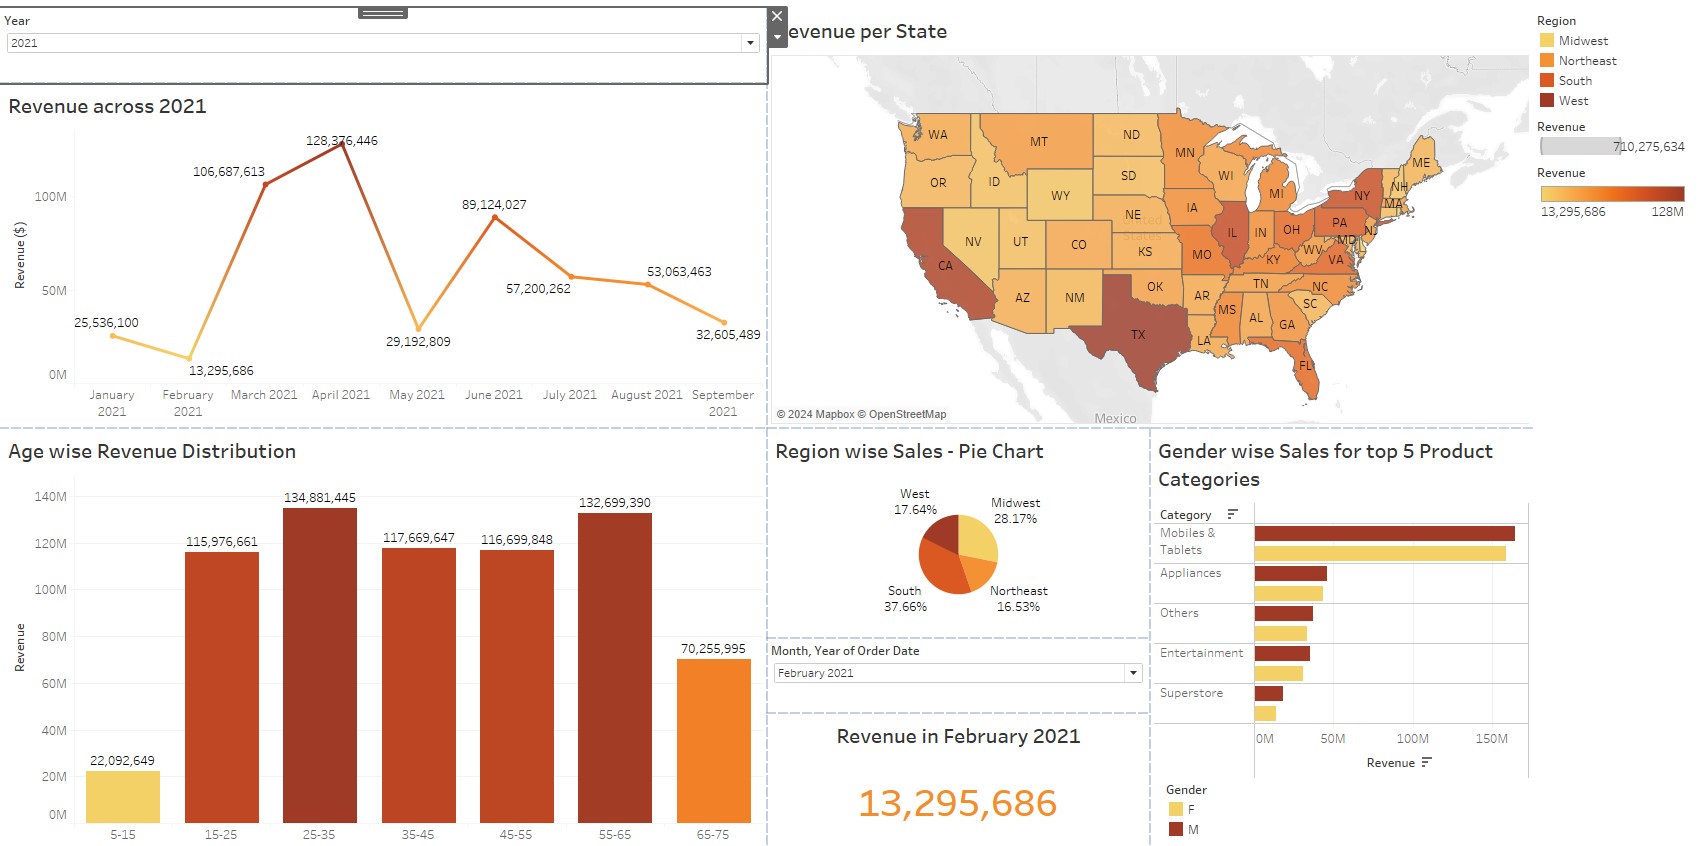 Year
2021
Revenue across 2021
128,376,446
106,687,613
100M
89,124,027
53,063,463
57,200,262
50M
25,536,100
32,605,489
29,192,809
13,295,686
0M
Revenue ($)
January 2021
February 2021
March 2021
April 2021
May 2021
June 2021
July 2021
August 2021
September 2021
evenue per State
WA
MT
ND
MN
ME
OR
ID
SD
WI
MI
NH
NY
MA
WY
IA
NE
United
States
NV
UT
CO
KS
IL
IN
OH
PA
NJ
MD
WV
VA
CA
MO
KY
AZ
NM
OK
AR
TN
NC
SC
MS
AL
GA
TX
LA
FL
© 2024 Mapbox © OpenStreetMap
Mexico
Region
Midwest
Northeast
South
West
Revenue
710,275,634
Revenue
13,295,686
128M
Age wise Revenue Distribution
140M
134,881,445
132,699,390
120M
115,976,661
117,669,647
116,699,848
100M
80M
70,255,995
60M
40M
22,092,649
20M
0M
Revenue
5-15
15-25
25-35
35-45
45-55
55-65
65-75
Region wise Sales - Pie Chart
West
17.64%
Midwest
28.17%
South
37.66%
Northeast
16.53%
Month, Year of Order Date
February 2021
Revenue in February 2021
13,295,686
Gender wise Sales for top 5 Product
Categories
Category
Mobiles &
Tablets
Appliances
Others
Entertainment
Superstore
0M
50M
100M
150M
Revenue
Gender
F
M